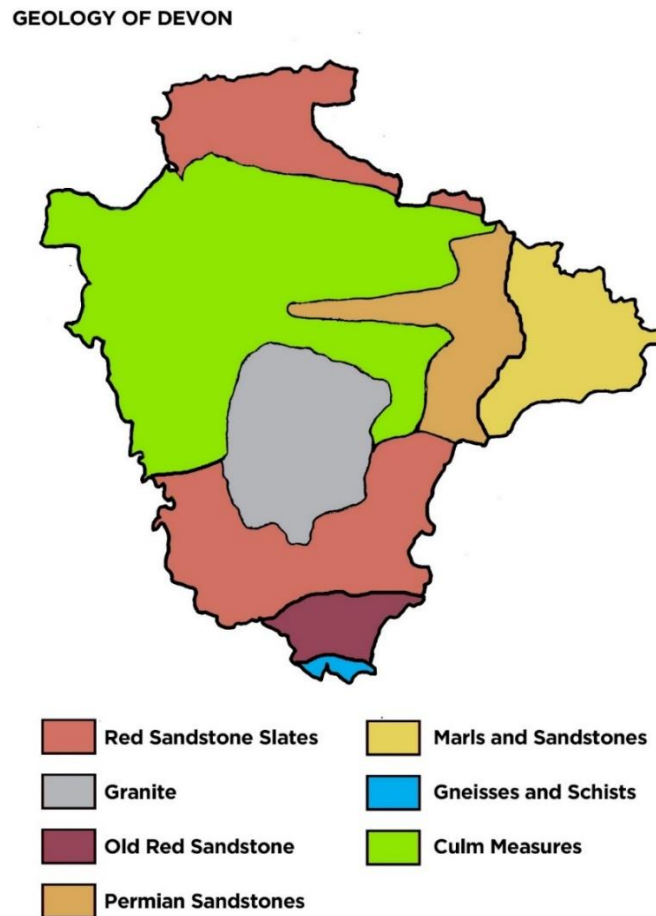 GEOLOGY OF DEVON
Red Sandstone Slates
Granite
Old Red Sandstone
Permian Sandstones
Marls and Sandstones
Gneisses and Schists
Culm Measures